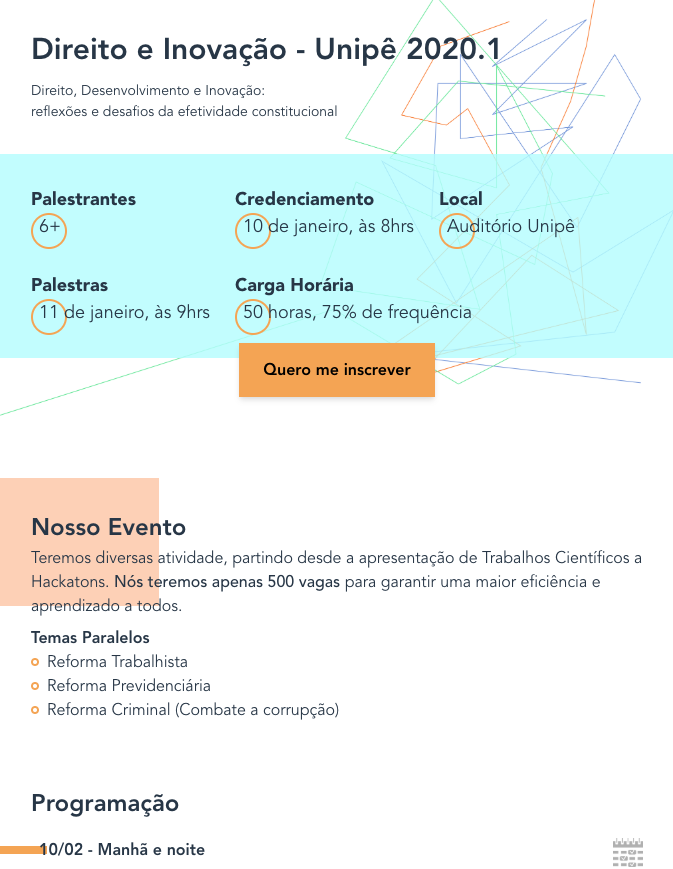 Direito e Inovação - Unipê 2020.1
Direito, Desenvolvimento e Inovação:
reflexões e desafios da efetividade constitucional
Palestrantes
6+
Credenciamento
10 de janeiro, às 8hrs
Local
Auditório Unipê
Palestras
11 de janeiro, às 9hrs
Carga Horária
50 horas, 75% de frequência
Quero me inscrever
Nosso Evento
Teremos diversas atividade, partindo desde a apresentação de Trabalhos Científicos a
Hackatons. Nós teremos apenas 500 vagas para garantir uma maior eficiência e
aprendizado a todos.
Temas Paralelos
Reforma Trabalhista
Reforma Previdenciária
Reforma Criminal (Combate a corrupção)
Programação
10/02 - Manhã e noite